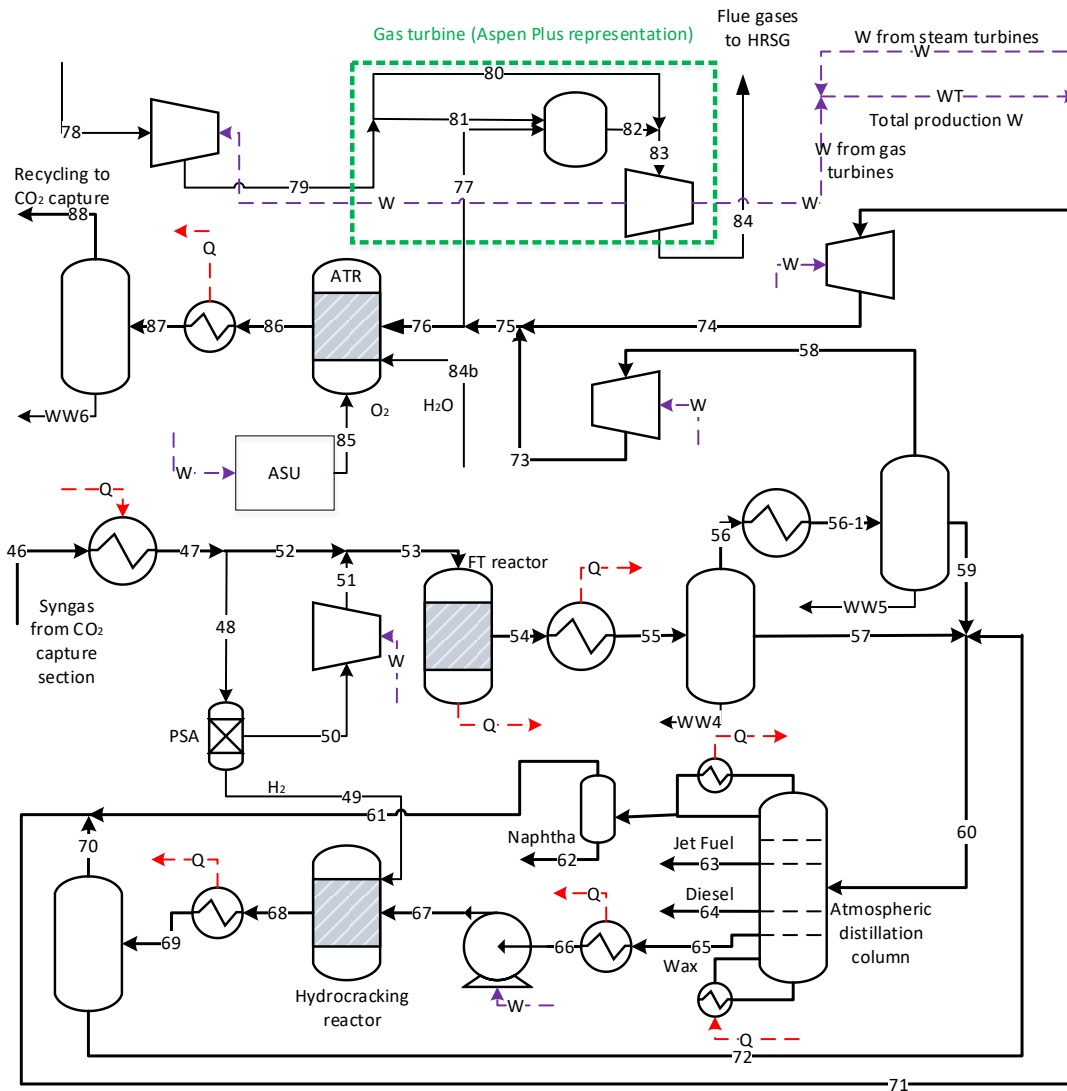 Flue gases
to HRSG
W from steam turbines
W
Gas turbine (Aspen Plus representation)
80
WT
Total production W
81
82
78
83
W from gas
turbines
Recycling to
CO₂ capture
79
77
88
W
W
84
Q
ATR
W
87
86
76
75
74
58
84b
O₂
H₂O
W
WW6
85
73
W
ASU
Q
56
56-1
46
47
52
53
FT reactor
Q
59
51
Syngas
from CO₂
capture
section
48
WW5
54
55
57
W
PSA
50
Q
WW4
Q
H₂
49
61
60
Naphtha
62
Jet Fuel
63
70
Q
Q
Diesel
64
Atmospheric
distillation
column
69
68
67
66
65
Wax
Hydrocracking
reactor
W
Q
72
71